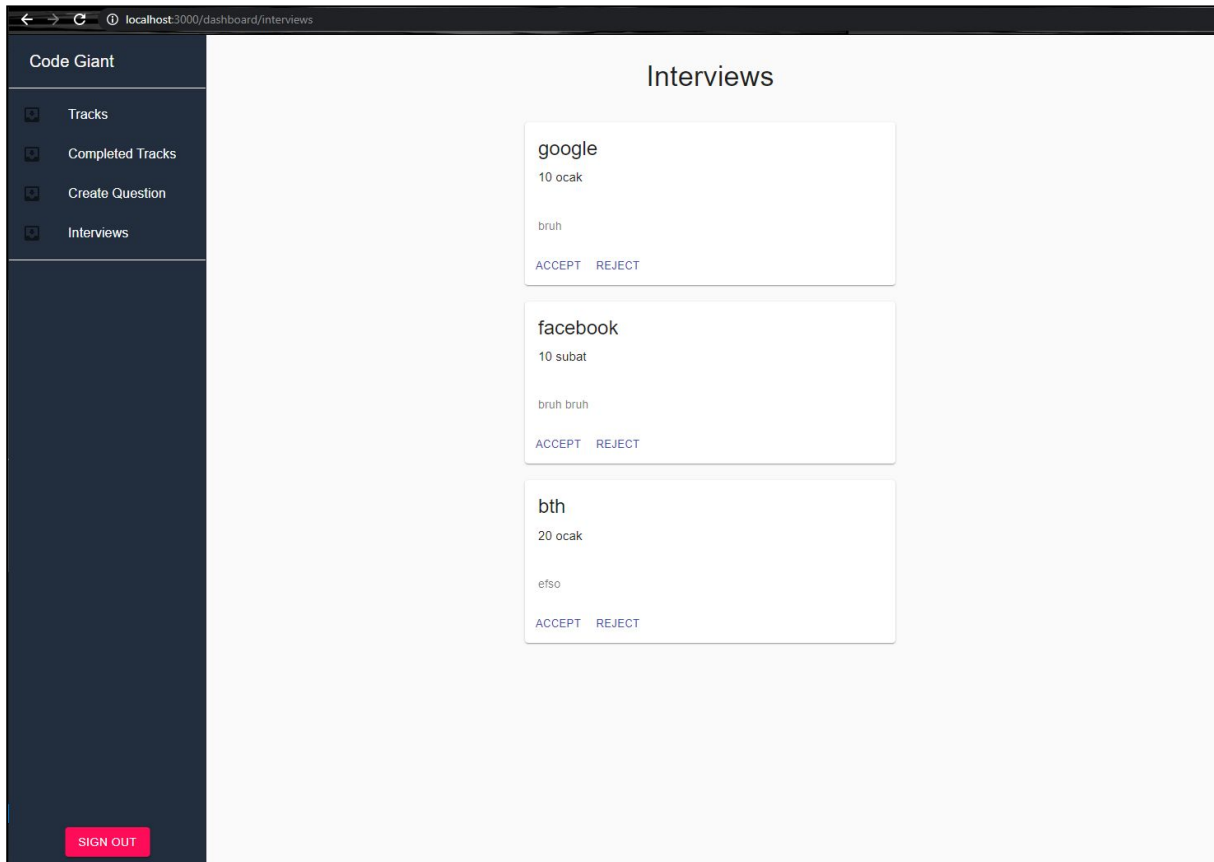 localhost:3000/dashboard/interviews
Code Giant
Tracks
Completed Tracks
Create Question
Interviews
SIGN OUT
Interviews
google
10 ocak
bruh
ACCEPT REJECT
facebook
10 subat
bruh bruh
ACCEPT REJECT
bth
20 ocak
efso
ACCEPT REJECT